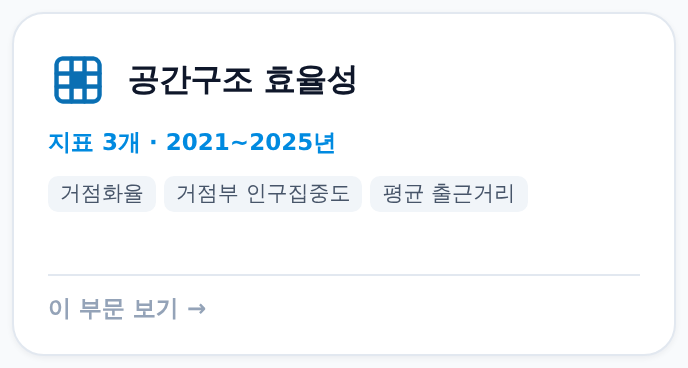 공간구조 효율성
지표 3개 · 2021~2025년
거점화율 거점부 인구집중도 평균 출근거리
이 부문 보기 →